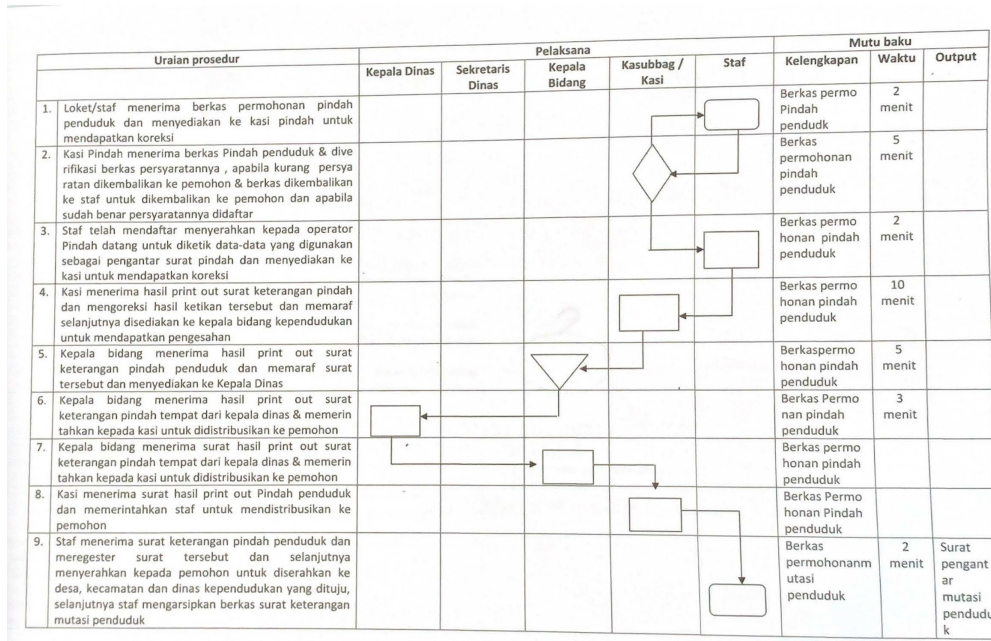 Uraian prosedur
Pelaksana
Mutu baku
Kepala Dinas
Sekretaris
Dinas
Kepala
Bidang
Kasubbag /
Kasi
Staf
Kelengkapan
Waktu
Output
1. Loket/staf menerima berkas permohonan pindah
penduduk dan menyediakan ke kasi pindah untuk
mendapatkan koreksi
Berkas permo
Pindah
pendudk
2
menit
2. Kasi Pindah menerima berkas Pindah penduduk & dive
rifikasi berkas persyaratannya , apabila kurang persya
ratan dikembalikan ke pemohon & berkas dikembalikan
ke staf untuk dikembalikan ke pemohon dan apabila
sudah benar persyaratannya didaftar
Berkas
permohonan
pindah
penduduk
5
menit
3. Staf telah mendaftar menyerahkan kepada operator
Pindah datang untuk diketik data-data yang digunakan
sebagai pengantar surat pindah dan menyediakan ke
kasi untuk mendapatkan koreksi
Berkas permo
honan pindah
penduduk
2
menit
4. Kasi menerima hasil print out surat keterangan pindah
dan mengoreksi hasil ketikan tersebut dan memaraf
selanjutnya disediakan ke kepala bidang kependudukan
untuk mendapatkan pengesahan
Berkas permo
honan pindah
penduduk
10
menit
5. Kepala bidang menerima hasil print out surat
keterangan pindah penduduk dan memaraf surat
tersebut dan menyediakan ke Kepala Dinas
Berkaspermo
honan pindah
penduduk
5
menit
6. Kepala bidang menerima hasil print out surat
keterangan pindah tempat dari kepala dinas & memerin
tahkan kepada kasi untuk didistribusikan ke pemohon
Berkas Permo
nan pindah
penduduk
3
menit
7. Kepala bidang menerima surat hasil print out surat
keterangan pindah tempat dari kepala dinas & memerin
tahkan kepada kasi untuk didistribusikan ke pemohon
Berkas permo
honan pindah
penduduk
8. Kasi menerima surat hasil print out Pindah penduduk
dan memerintahkan staf untuk mendistribusikan ke
pemohon
Berkas Permo
honan Pindah
penduduk
9. Staf menerima surat keterangan pindah penduduk dan
meregester surat tersebut dan selanjutnya
menyerahkan kepada pemohon untuk diserahkan ke
desa, kecamatan dan dinas kependudukan yang dituju,
selanjutnya staf mengarsipkan berkas surat keterangan
mutasi penduduk
Berkas
permohonanm
utasi
penduduk
2
menit
Surat
pengant
ar
mutasi
pendudu
k